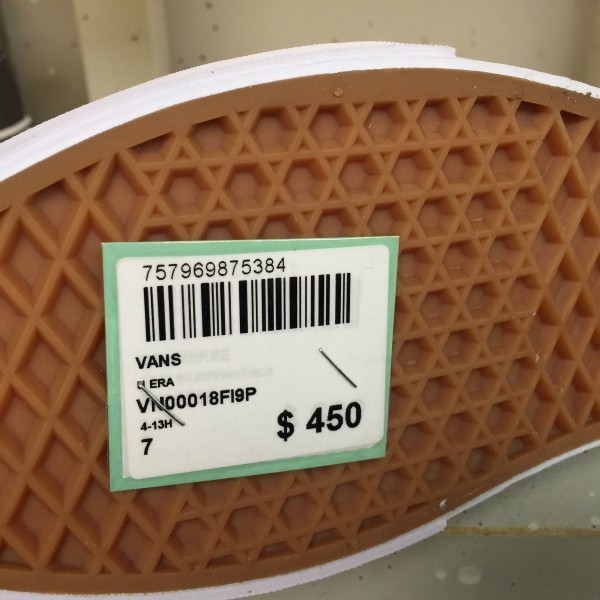 757969875384
VANS
U ERA
VN00018FI9P
$ 450
4-13H
7